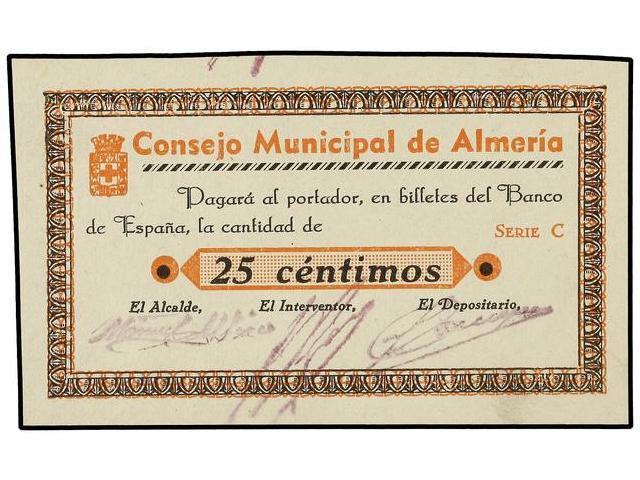 Consejo Municipal de Almería
Pagará al portador, en billetes del Banco
de España, la cantidad de
SERIE C
25 céntimos
El Alcalde, El Interventor, El Depositario,